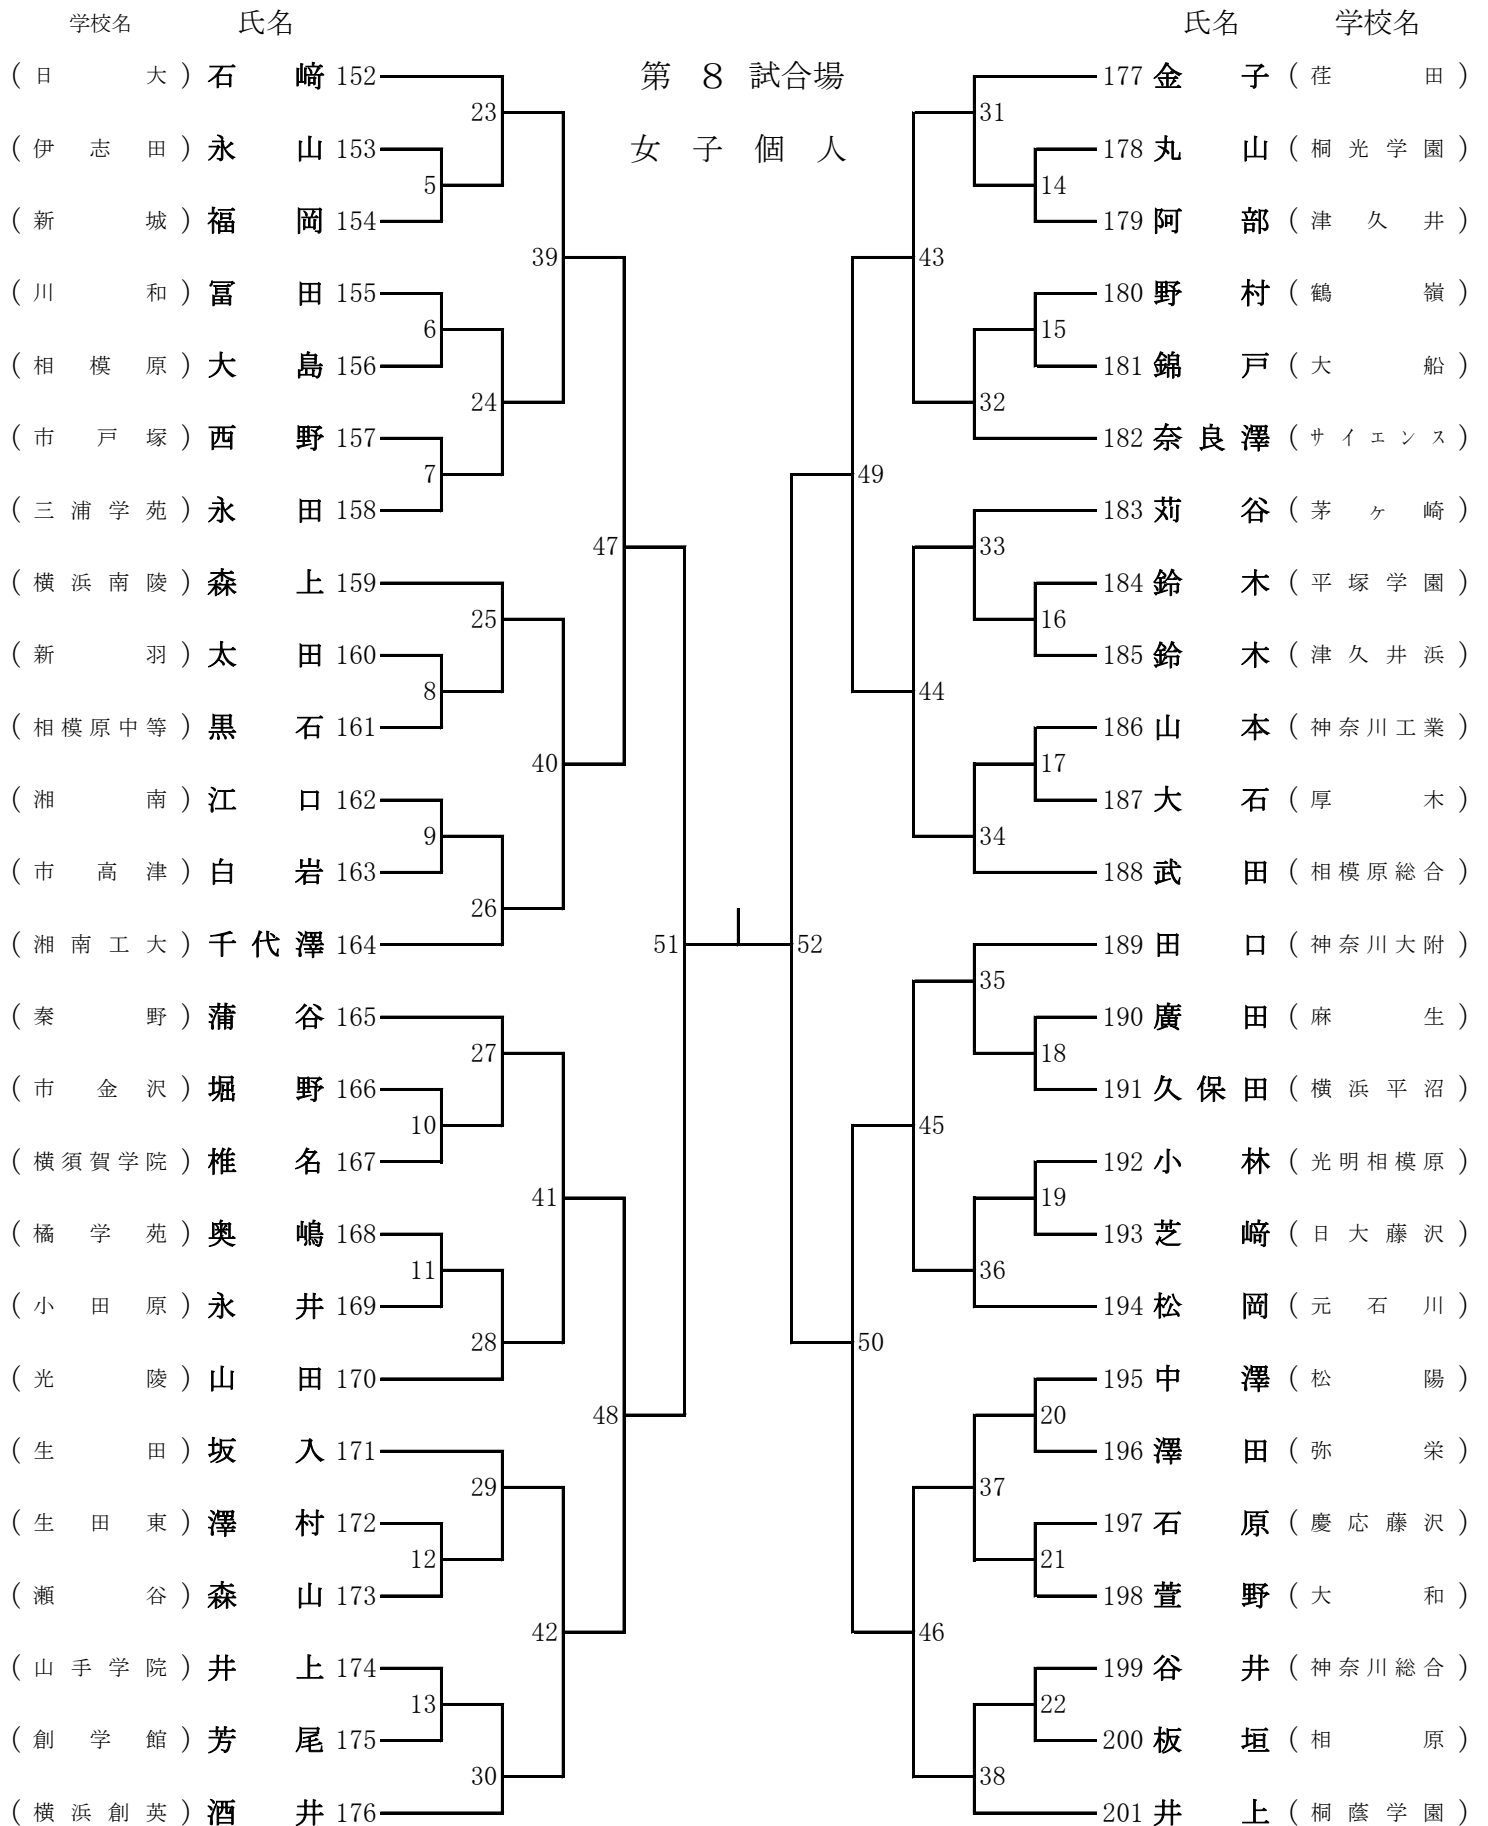 学校名 氏名 氏名 学校名
第 8 試合場
女子個人
(日大) 石﨑 152
23
(伊志田) 永山 153
5
(新城) 福岡 154
39
(川和) 冨田 155
6
(相模原) 大島 156
24
(市戸塚) 西野 157
7
(三浦学苑) 永田 158
47
(横浜南陵) 森上 159
25
(新羽) 太田 160
8
(相模原中等) 黒石 161
40
(湘南) 江口 162
9
(市高津) 白岩 163
26
(湘南工大) 千代澤 164
51
(秦野) 蒲谷 165
27
(市金沢) 堀野 166
10
(横須賀学院) 椎名 167
41
(橘学苑) 奥嶋 168
11
(小田原) 永井 169
28
(光陵) 山田 170
48
(生田) 坂入 171
29
(生田東) 澤村 172
12
(瀬谷) 森山 173
42
(山手学院) 井上 174
13
(創学館) 芳尾 175
30
(横浜創英) 酒井 176
177 金子 (荏田)
31
178 丸山 (桐光学園)
14
179 阿部 (津久井)
43
180 野村 (鶴嶺)
15
181 錦戸 (大船)
32
182 奈良澤 (サイエンス)
49
183 苅谷 (茅ヶ崎)
33
184 鈴木 (平塚学園)
16
185 鈴木 (津久井浜)
44
186 山本 (神奈川工業)
17
187 大石 (厚木)
34
188 武田 (相模原総合)
52
189 田口 (神奈川大附)
35
190 廣田 (麻生)
18
191 久保田 (横浜平沼)
45
192 小林 (光明相模原)
19
193 芝﨑 (日大藤沢)
36
194 松岡 (元石川)
50
195 中澤 (松陽)
20
196 澤田 (弥栄)
37
197 石原 (慶応藤沢)
21
198 萱野 (大和)
46
199 谷井 (神奈川総合)
22
200 板垣 (相原)
38
201 井上 (桐蔭学園)